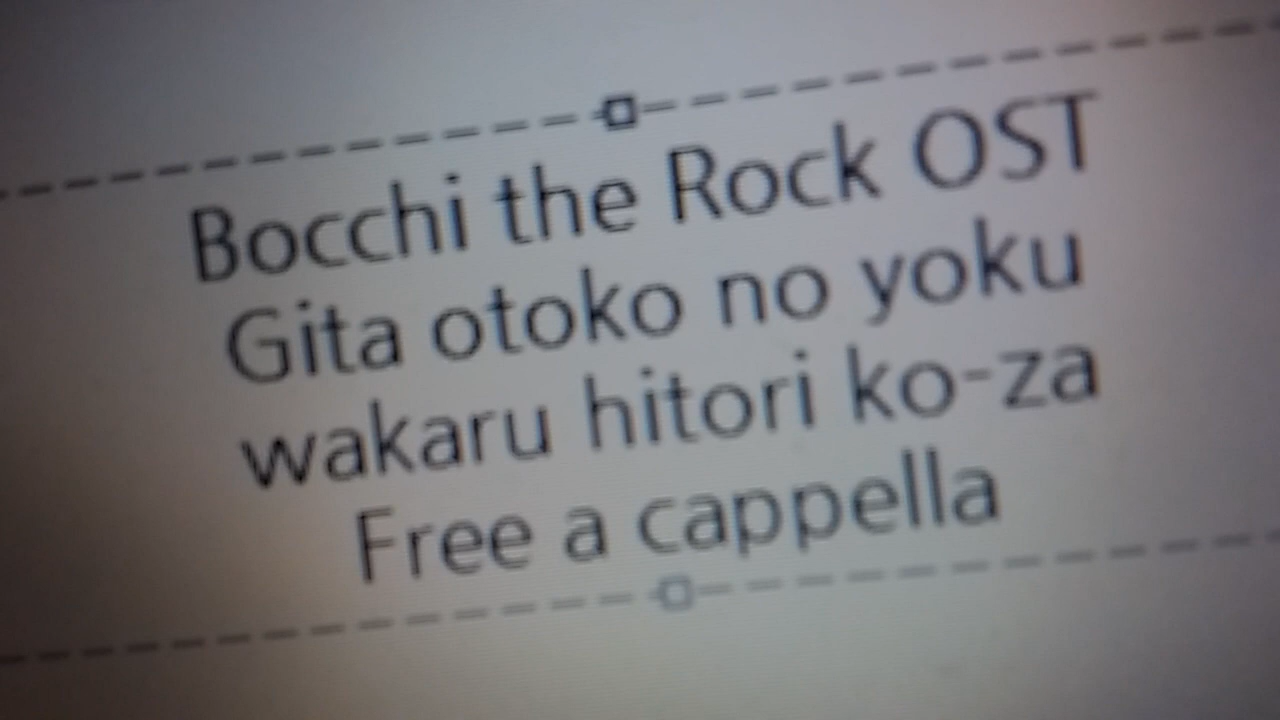 Bocchi the Rock OST
Gita otoko no yoku
wakaru hitori ko-za
Free a cappella